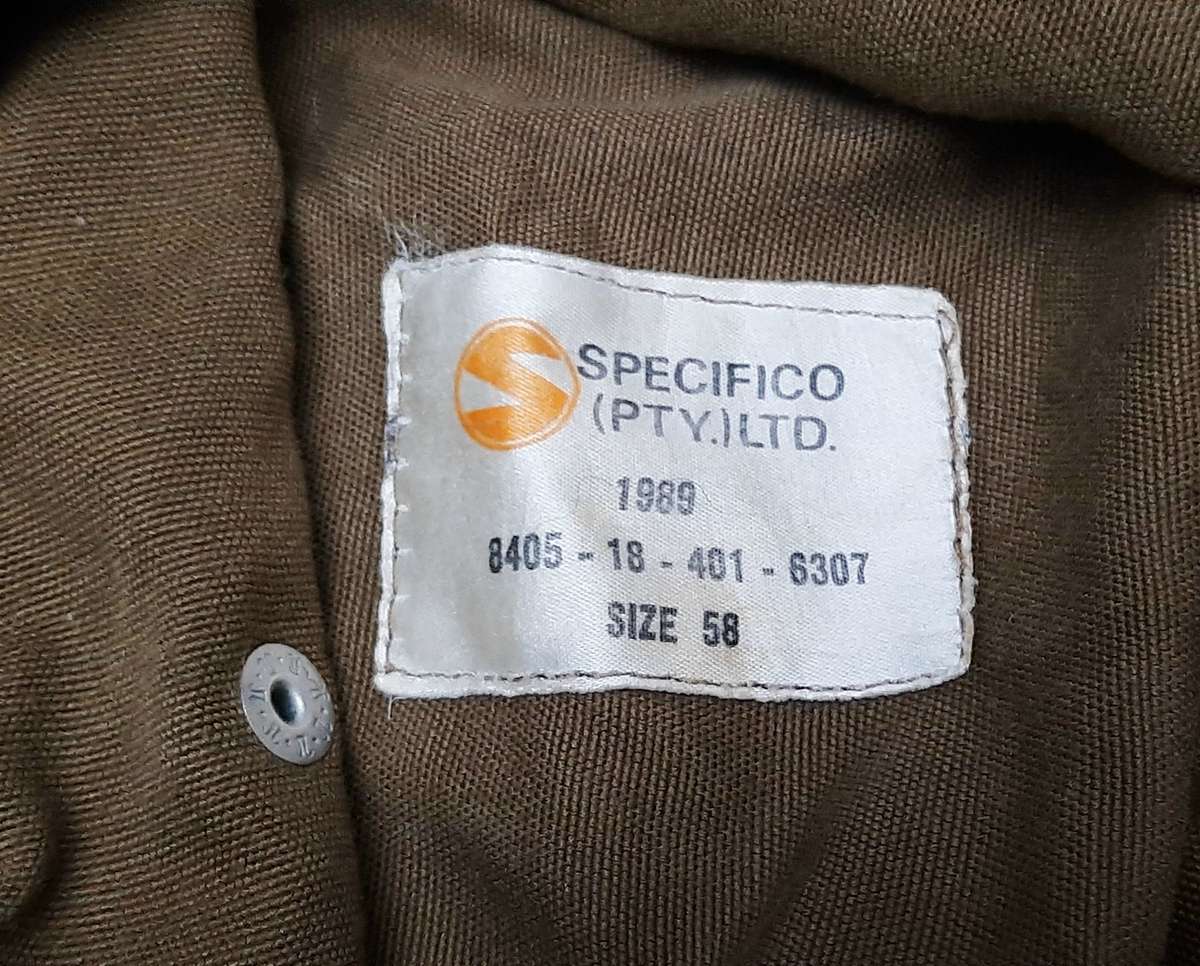 SPECIFICO
(PTY.) LTD.
1989
8405 - 18 - 401 - 6307
SIZE 58